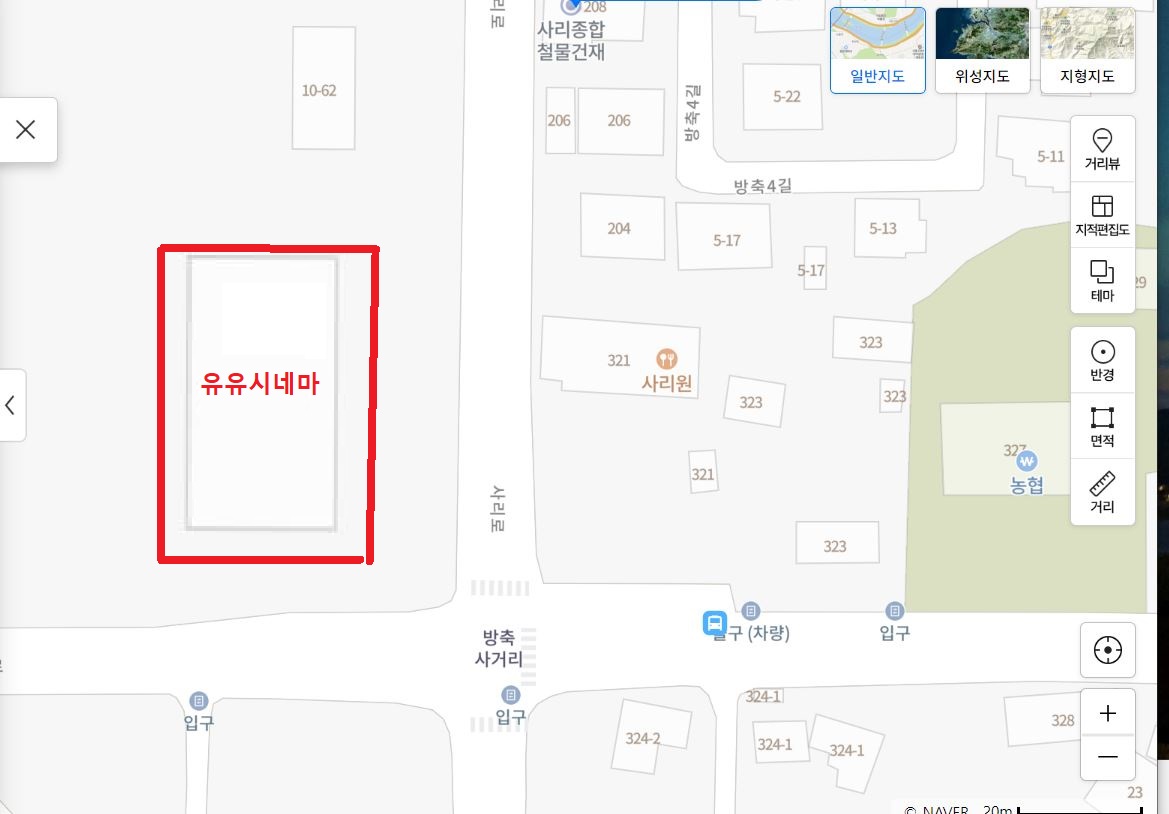 208
사리종합
철물건재
일반지도
위성지도
지형지도
10-62
206
206
방축4길
5-22
5-11
거리뷰
방축4길
204
5-17
5-13
지적편집도
5-17
테마
29
321
사리원
323
323
323
반경
유유시네마
327
농협
면적
321
사리로
323
거리
방축
사거리
출구 (차량)
입구
입구
입구
324-1
324-2
324-1
324-1
328
23
© NAVER
20m